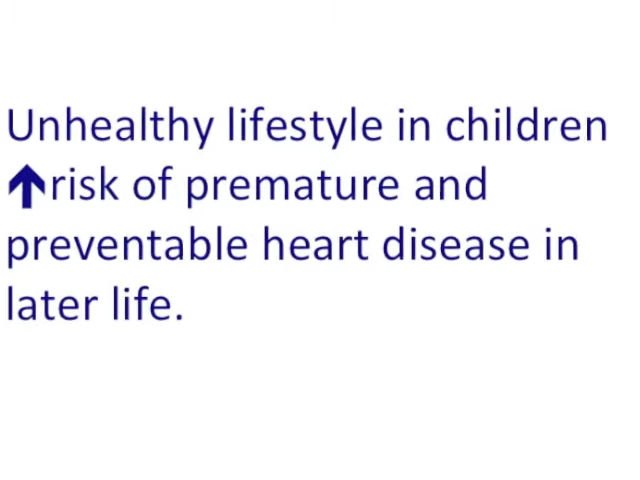 Unhealthy lifestyle in children
⬆risk of premature and
preventable heart disease in
later life.